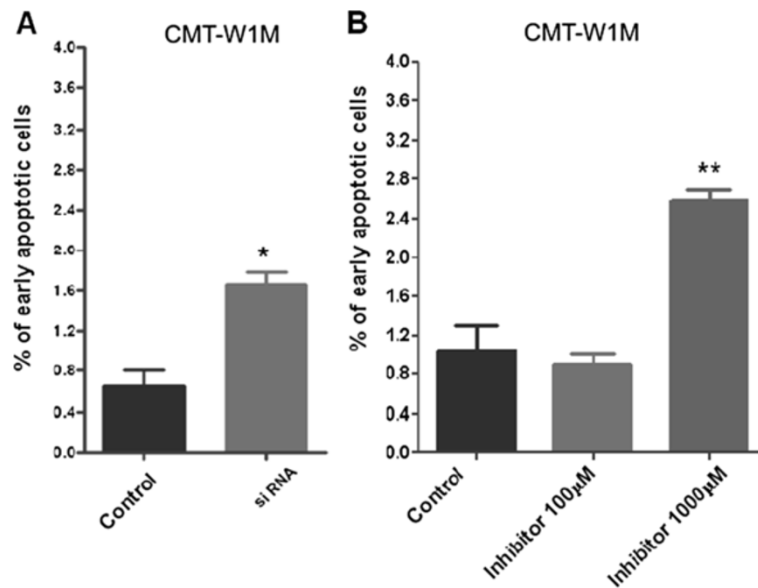 A
CMT-W1M
% of early apoptotic cells
4.0
3.6
3.2
2.8
2.4
2.0
1.6
1.2
0.8
0.4
0.0
*
Control
si RNA
B
CMT-W1M
% of early apoptotic cells
4.0
3.6
3.2
2.8
2.4
2.0
1.6
1.2
0.8
0.4
0.0
**
Control
Inhibitor 100µM
Inhibitor 1000µM